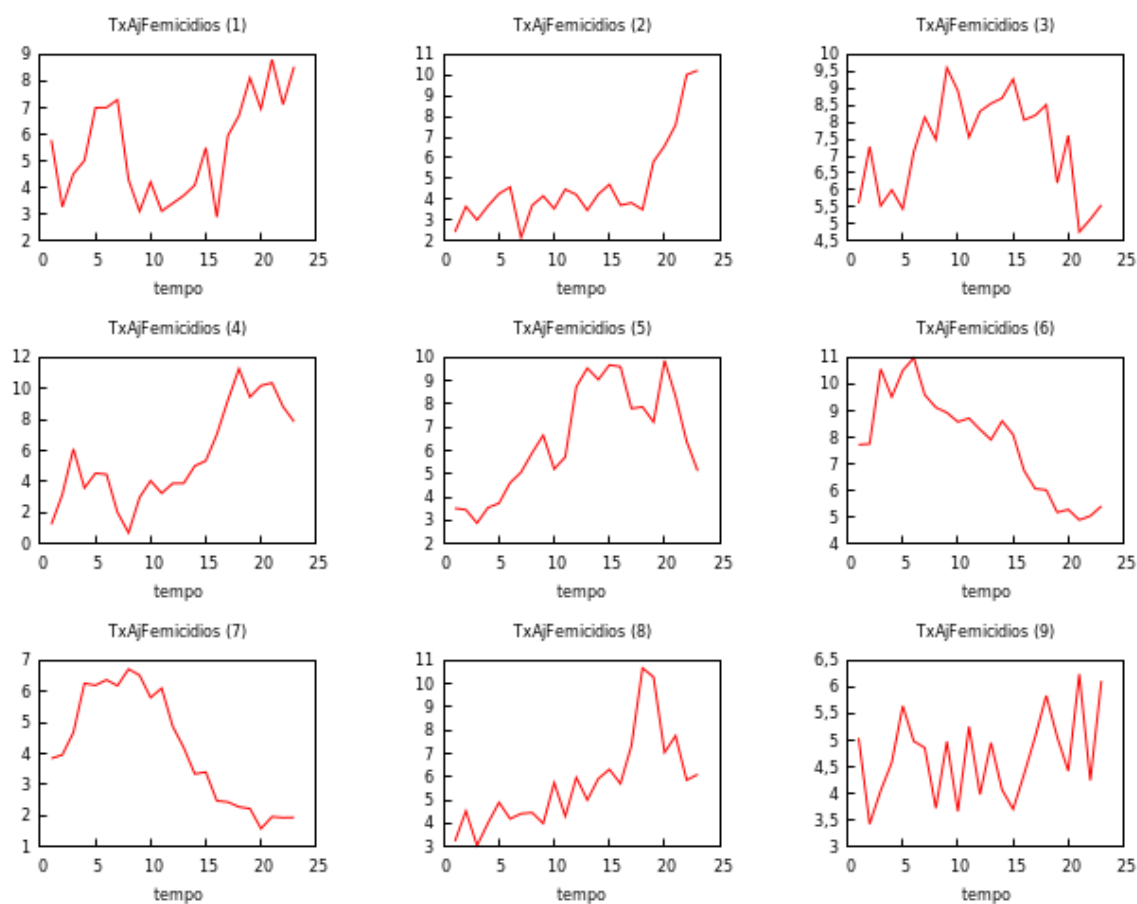 TxAjFemicidios (1)
9
8
7
6
5
4
3
2
0 5 10 15 20 25
tempo
TxAjFemicidios (2)
11
10
9
8
7
6
5
4
3
2
0 5 10 15 20 25
tempo
TxAjFemicidios (3)
10
9,5
9
8,5
8
7,5
7
6,5
6
5,5
5
4,5
0 5 10 15 20 25
tempo
TxAjFemicidios (4)
12
10
8
6
4
2
0
0 5 10 15 20 25
tempo
TxAjFemicidios (5)
10
9
8
7
6
5
4
3
2
0 5 10 15 20 25
tempo
TxAjFemicidios (6)
11
10
9
8
7
6
5
4
0 5 10 15 20 25
tempo
TxAjFemicidios (7)
7
6
5
4
3
2
1
0 5 10 15 20 25
tempo
TxAjFemicidios (8)
11
10
9
8
7
6
5
4
3
0 5 10 15 20 25
tempo
TxAjFemicidios (9)
6,5
6
5,5
5
4,5
4
3,5
3
0 5 10 15 20 25
tempo